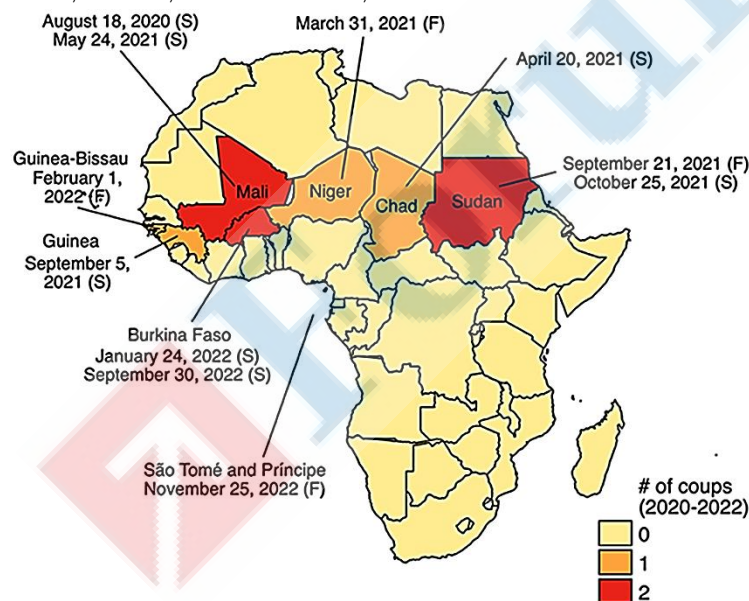 August 18, 2020 (S)
May 24, 2021 (S)
March 31, 2021 (F)
April 20, 2021 (S)
September 21, 2021 (F)
October 25, 2021 (S)
Guinea-Bissau
February 1,
2022 (F)
Mali
Niger
Chad
Sudan
Guinea
September 5,
2021 (S)
Burkina Faso
January 24, 2022 (S)
September 30, 2022 (S)
São Tomé and Príncipe
November 25, 2022 (F)
# of coups
(2020-2022)
0
1
2